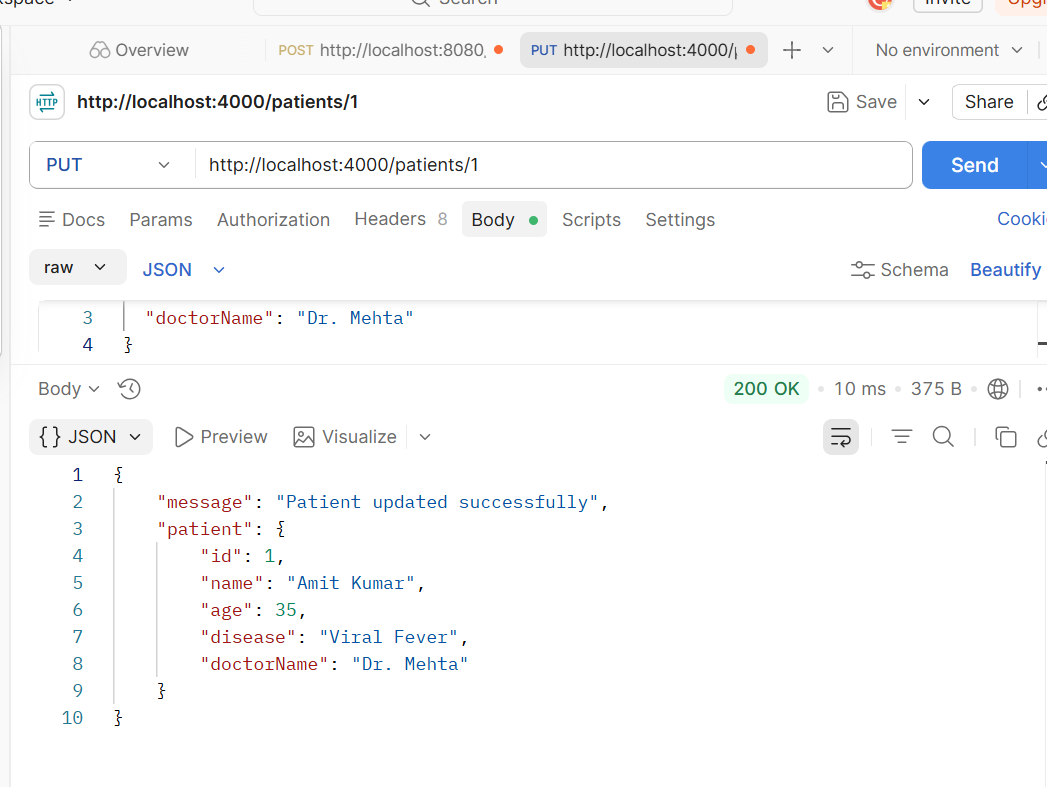 Search
Invite
Overview
POST http://localhost:8080,
PUT http://localhost:4000/
No environment
HTTP http://localhost:4000/patients/1
Save
Share
PUT
http://localhost:4000/patients/1
Send
Docs
Params
Authorization
Headers 8
Body
Scripts
Settings
raw
JSON
Schema
Beautify
3 "doctorName": "Dr. Mehta"
4 }
Body
200 OK
10 ms
375 B
{} JSON
Preview
Visualize
1 {
2 "message": "Patient updated successfully",
3 "patient": {
4 "id": 1,
5 "name": "Amit Kumar",
6 "age": 35,
7 "disease": "Viral Fever",
8 "doctorName": "Dr. Mehta"
9 }
10 }